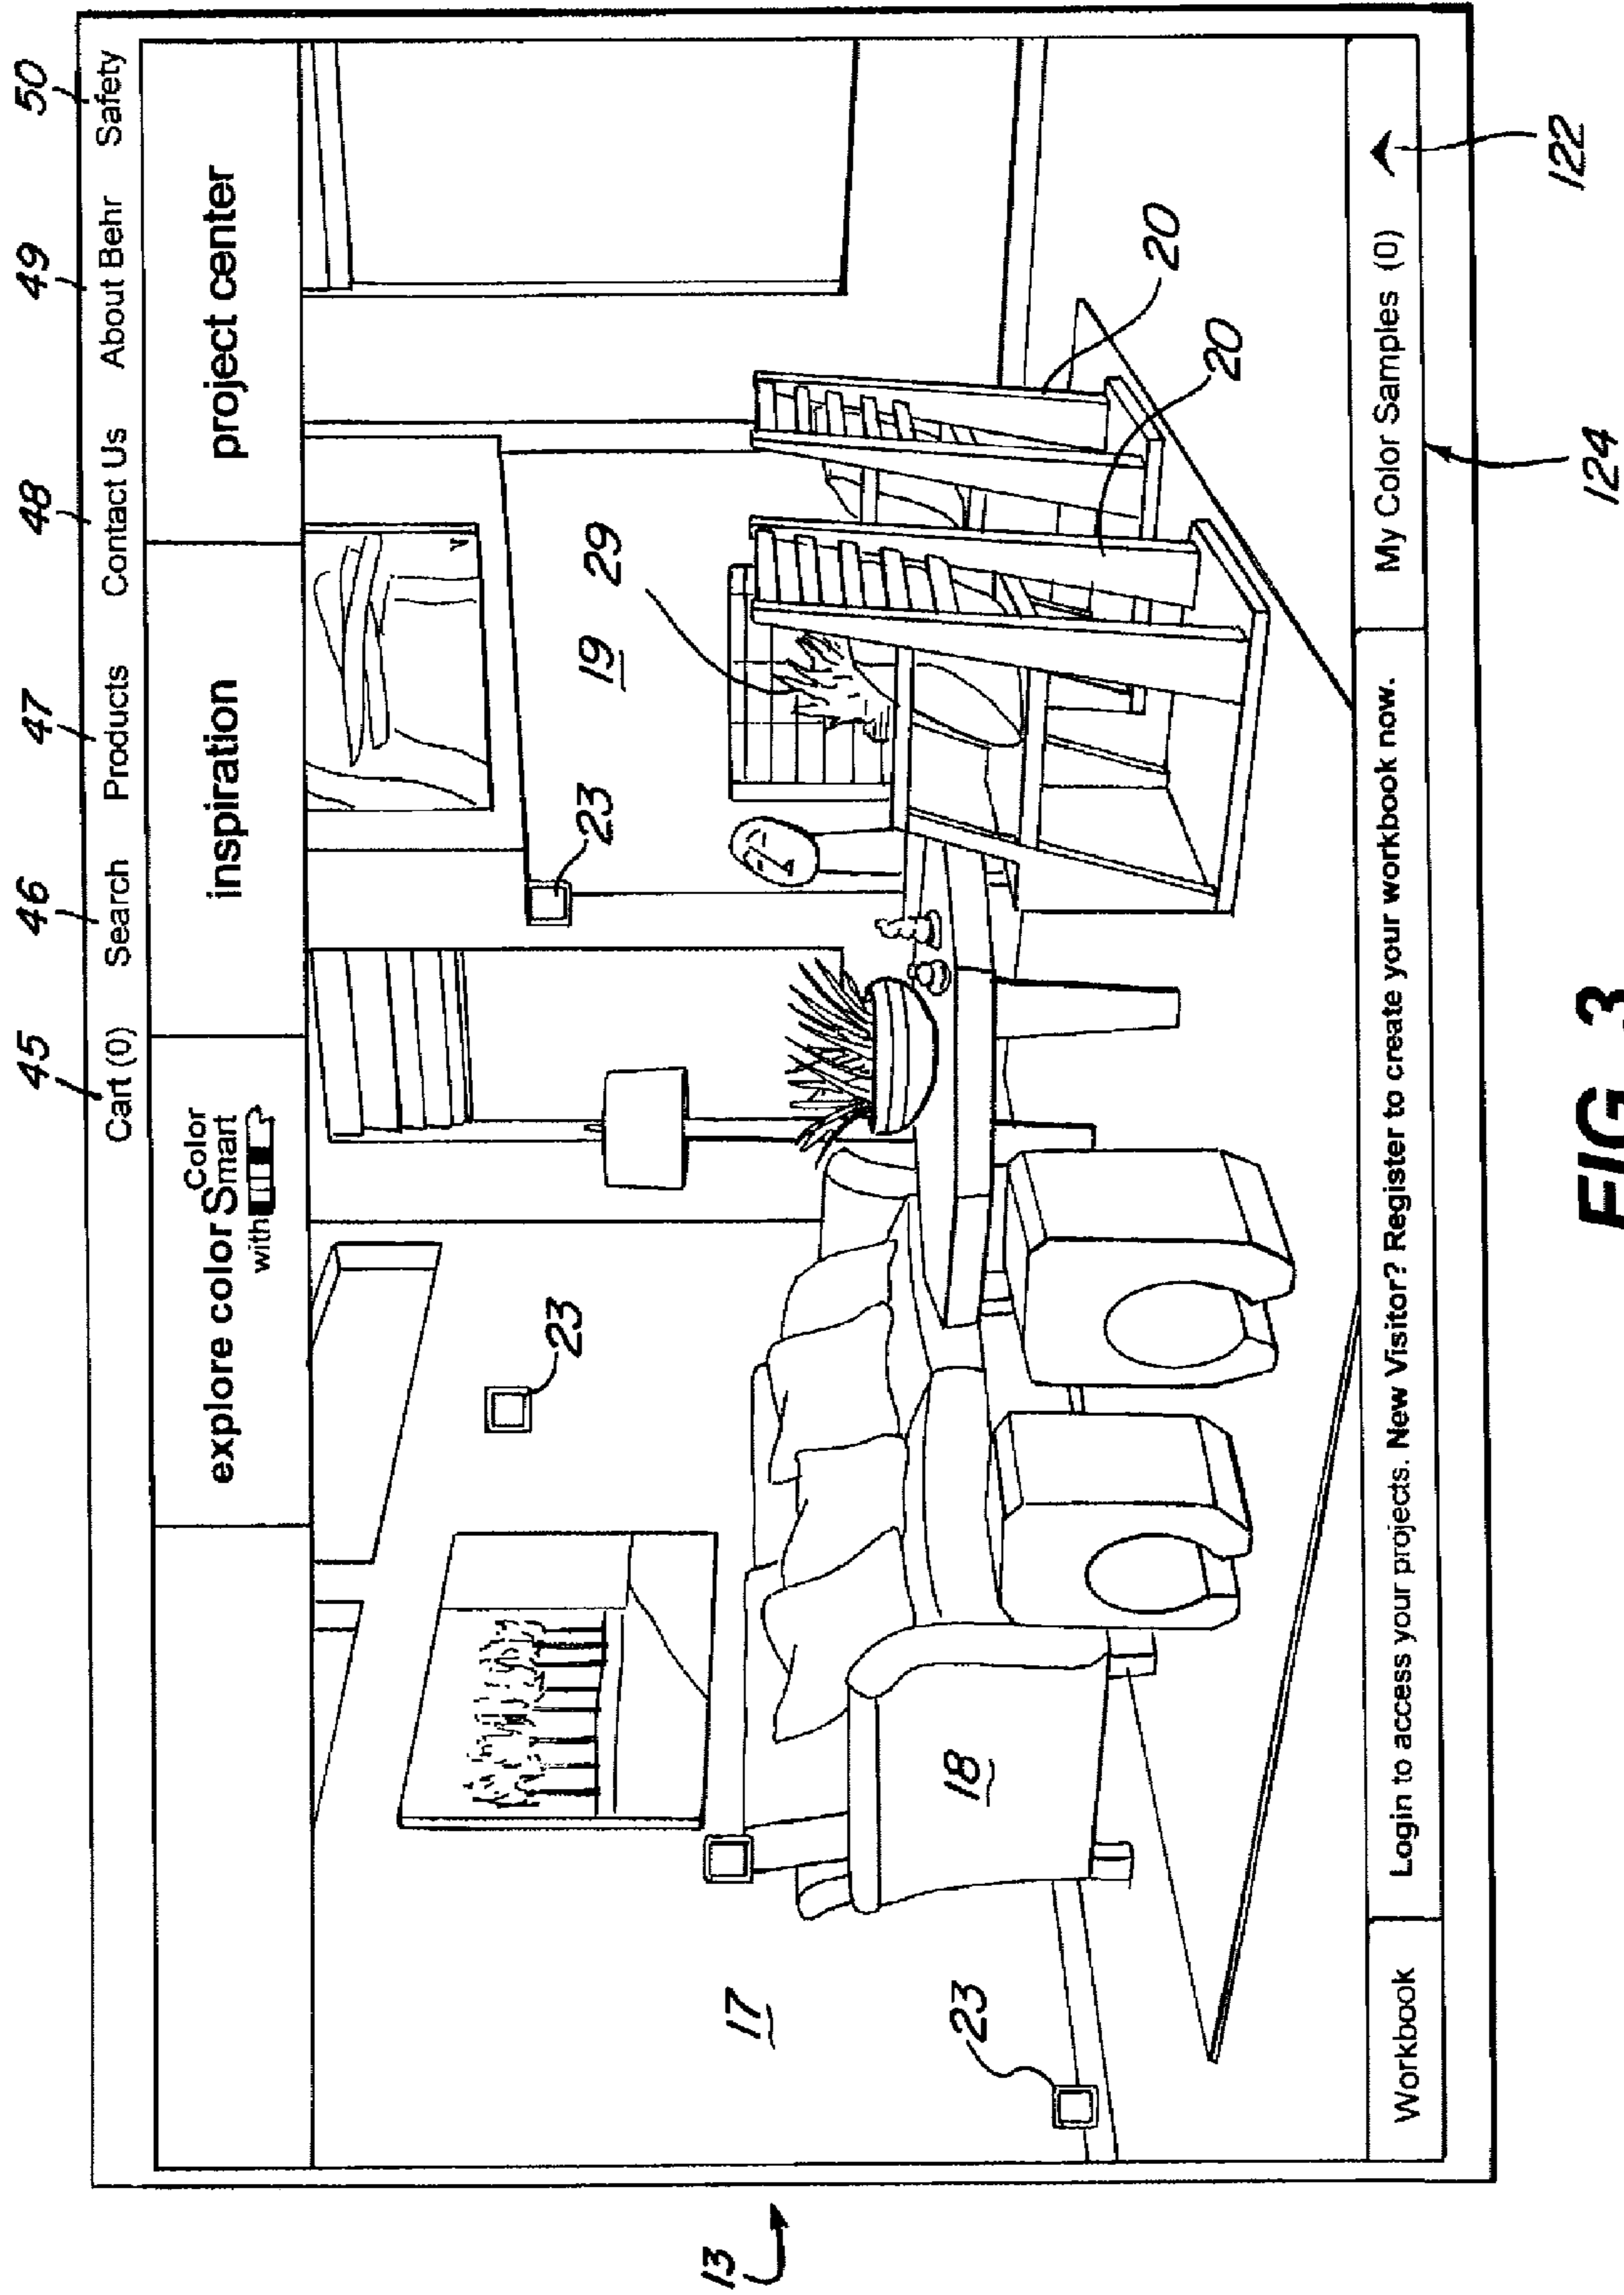 45 46 47 48 49 50
Cart (0) Search Products Contact Us About Behr Safety
explore color
with
Color
Smart
inspiration
project center
23
23
19
29
17
18
20
20
23
13
Workbook
Login to access your projects. New Visitor? Register to create your workbook now.
My Color Samples (0)
124
122
FIG. 3